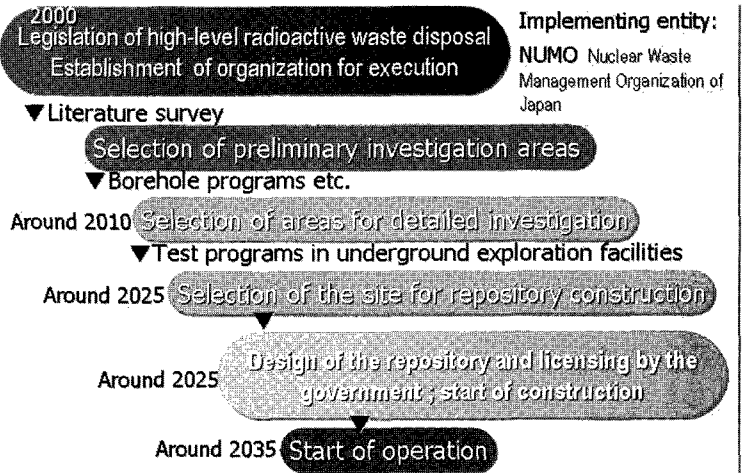 2000
Legislation of high-level radioactive waste disposal
Establishment of organization for execution
Implementing entity:
NUMO Nuclear Waste
Management Organization of
Japan
▼Literature survey
Selection of preliminary investigation areas
▼Borehole programs etc.
Around 2010 Selection of areas for detailed investigation
▼Test programs in underground exploration facilities
Around 2025 Selection of the site for repository construction
Around 2025 Design of the repository and licensing by the
government ; start of construction
Around 2035 Start of operation